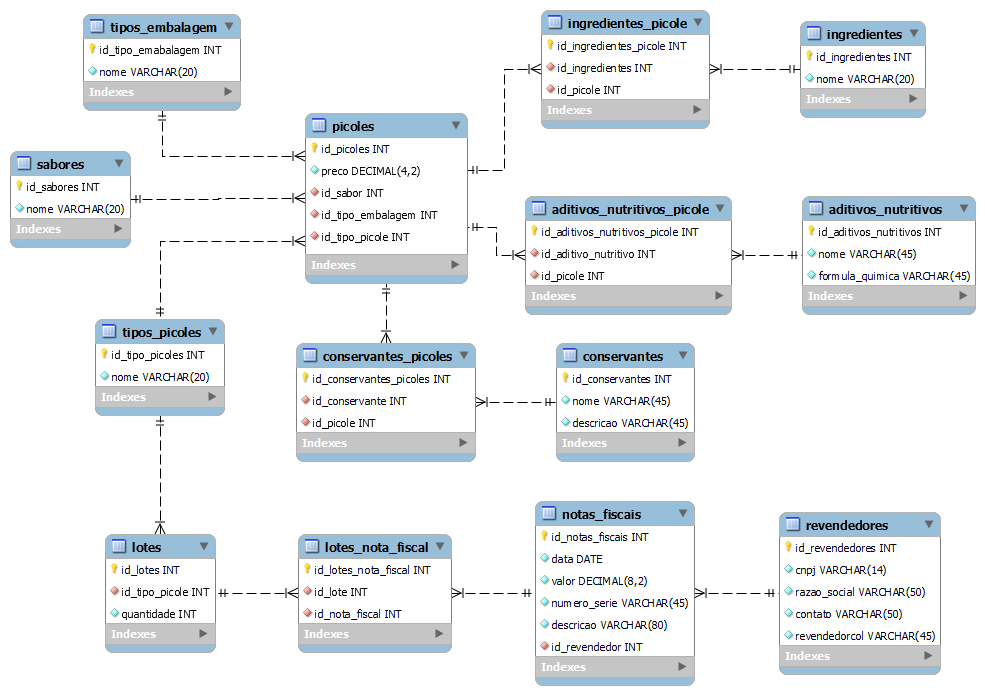 tipos_embalagem
id_tipo_emabalagem INT
nome VARCHAR(20)
Indexes
ingredientes_picole
id_ingredientes_picole INT
id_ingredientes INT
id_picole INT
Indexes
ingredientes
id_ingredientes INT
nome VARCHAR(20)
Indexes
picoles
id_picoles INT
preco DECIMAL(4,2)
id_sabor INT
id_tipo_embalagem INT
id_tipo_picole INT
Indexes
sabores
id_sabores INT
nome VARCHAR(20)
Indexes
aditivos_nutritivos_picole
id_aditivos_nutritivos_picole INT
id_aditivo_nutritivo INT
id_picole INT
Indexes
aditivos_nutritivos
id_aditivos_nutritivos INT
nome VARCHAR(45)
formula_quimica VARCHAR(45)
Indexes
tipos_picoles
id_tipo_picoles INT
nome VARCHAR(20)
Indexes
conservantes_picoles
id_conservantes_picoles INT
id_conservante INT
id_picole INT
Indexes
conservantes
id_conservantes INT
nome VARCHAR(45)
descricao VARCHAR(45)
Indexes
lotes
id_lotes INT
id_tipo_picole INT
quantidade INT
Indexes
lotes_nota_fiscal
id_lotes_nota_fiscal INT
id_lote INT
id_nota_fiscal INT
Indexes
notas_fiscais
id_notas_fiscais INT
data DATE
valor DECIMAL(8,2)
numero_serie VARCHAR(45)
descricao VARCHAR(80)
id_revendedor INT
Indexes
revendedores
id_revendedores INT
cnpj VARCHAR(14)
razao_social VARCHAR(50)
contato VARCHAR(50)
revendedorcol VARCHAR(45)
Indexes